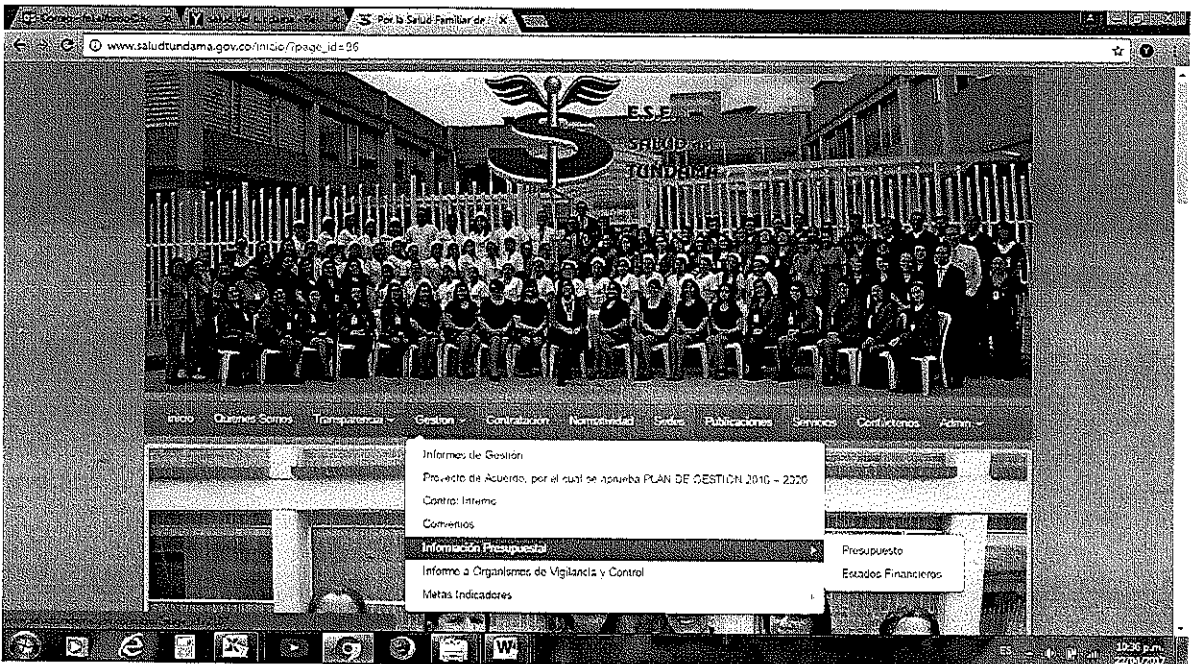 Por la Salud Familiar de
www.saludtundama.gov.co/inicio/?page_id=96
E.S.E.
SALUD del
TUNDAMA
Inicio Quienes Somos Transparencia Gestion Contratacion Normatividad Sedes Publicaciones Servicios Contáctenos Admin
Informes de Gestión
Proyecto de Acuerdo, por el cual se aprueba PLAN DE GESTION 2016 – 2020
Control Interno
Convenios
Información Presupuestal
Presupuesto
Informe a Organismos de Vigilancia y Control
Estados Financieros
Metas Indicadores
W
ES
10:36 p.m.